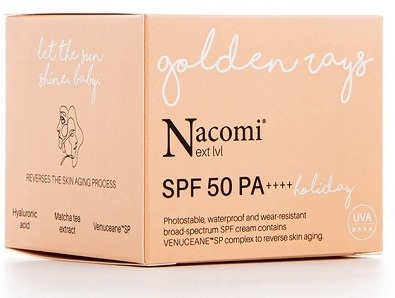 let the sun
shine, baby.
REVERSES THE SKIN AGING PROCESS
Hyaluronic
acid
Matcha tea
extract
Venuceane™SP
golden rays
Nacomi®
ext lvl
SPF 50 PA++++
holiday
Photostable, waterproof and wear-resistant
broad-spectrum SPF cream contains
VENUCEANE™SP complex to reverse skin aging.
UVA